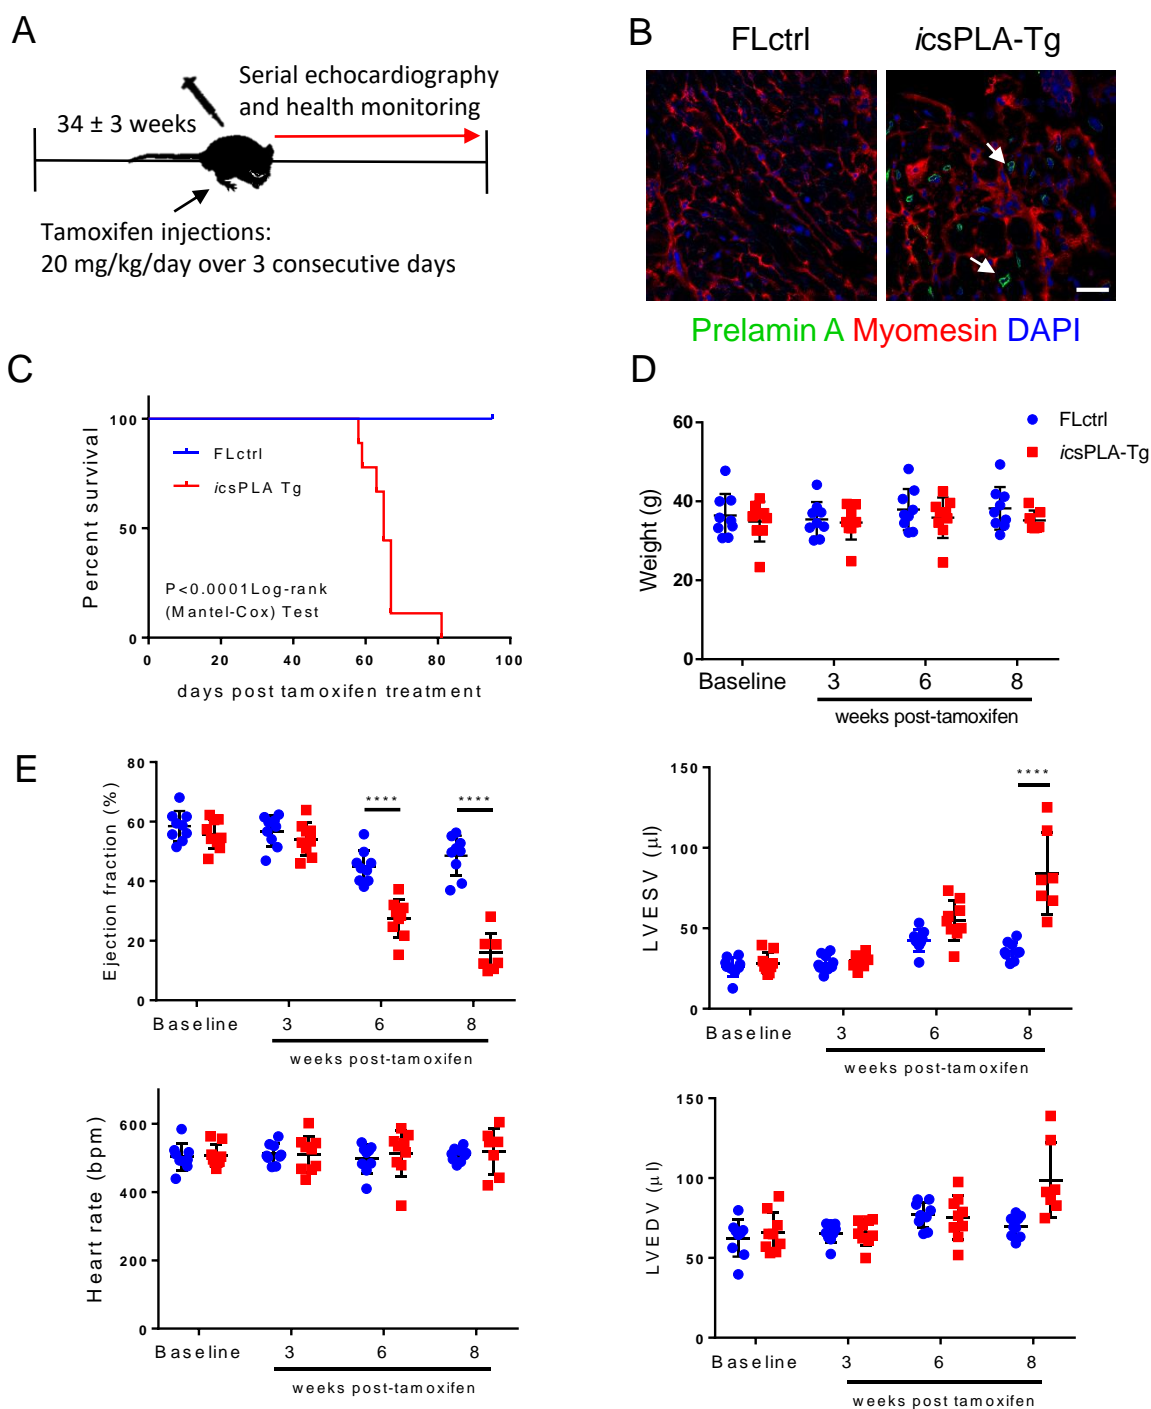 A
34 ± 3 weeks
Serial echocardiography
and health monitoring
Tamoxifen injections:
20 mg/kg/day over 3 consecutive days
B
FLctrl
icsPLA-Tg
Prelamin A Myomesin DAPI
C
Percent survival
100
50
0
FLctrl
icsPLA Tg
P<0.0001Log-rank
(Mantel-Cox) Test
0 20 40 60 80 100
days post tamoxifen treatment
D
Weight (g)
60
40
20
0
FLctrl
icsPLA-Tg
Baseline 3 6 8
weeks post-tamoxifen
E
Ejection fraction (%)
80
60
40
20
0
**** ****
Baseline 3 6 8
weeks post-tamoxifen
LVESV (µl)
150
100
50
0
****
Baseline 3 6 8
weeks post-tamoxifen
Heart rate (bpm)
600
400
200
0
Baseline 3 6 8
weeks post-tamoxifen
LVEDV (µl)
150
100
50
0
Baseline 3 6 8
weeks post tamoxifen